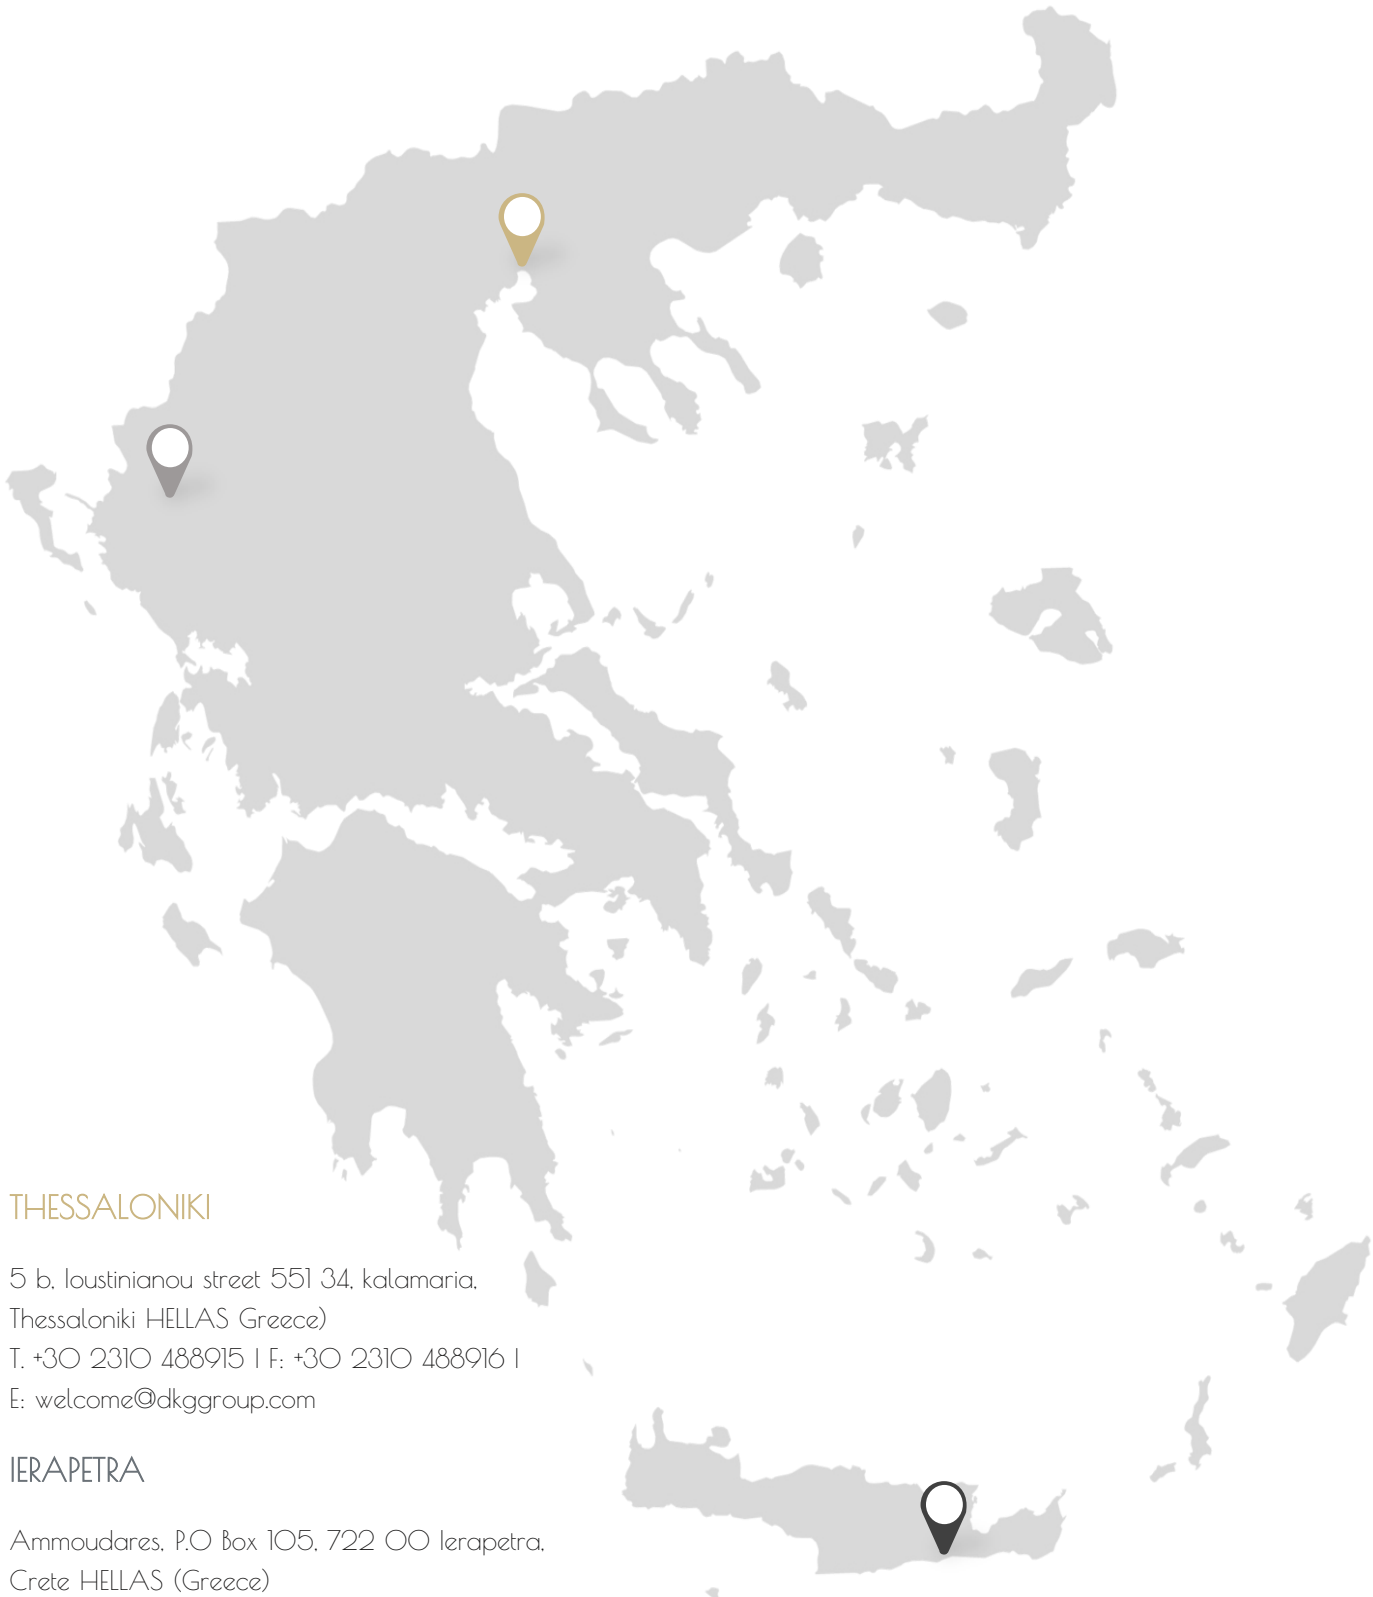 THESSALONIKI
5 b, Ioustinianou street 551 34, kalamaria,
Thessaloniki HELLAS Greece)
T. +30 2310 488915 | F: +30 2310 488916 |
E: welcome@dkggroup.com
IERAPETRA
Ammoudares, P.O Box 105, 722 00 Ierapetra,
Crete HELLAS (Greece)